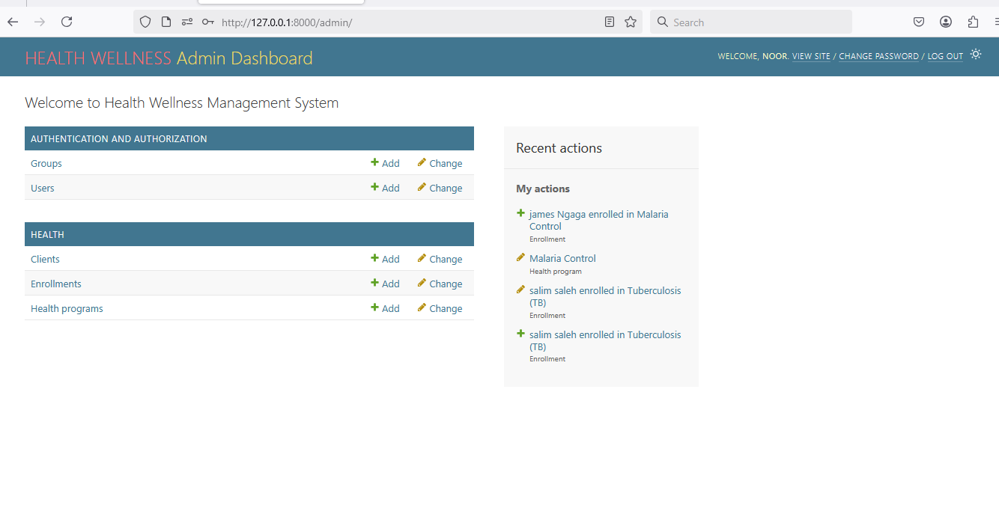 http://127.0.0.1:8000/admin/
Search
HEALTH WELLNESS Admin Dashboard
WELCOME, NOOR. VIEW SITE / CHANGE PASSWORD / LOG OUT
Welcome to Health Wellness Management System
AUTHENTICATION AND AUTHORIZATION
Groups Add Change
Users Add Change
HEALTH
Clients Add Change
Enrollments Add Change
Health programs Add Change
Recent actions
My actions
james Ngaga enrolled in Malaria
Control
Enrollment
Malaria Control
Health program
salim saleh enrolled in Tuberculosis
(TB)
Enrollment
salim saleh enrolled in Tuberculosis
(TB)
Enrollment